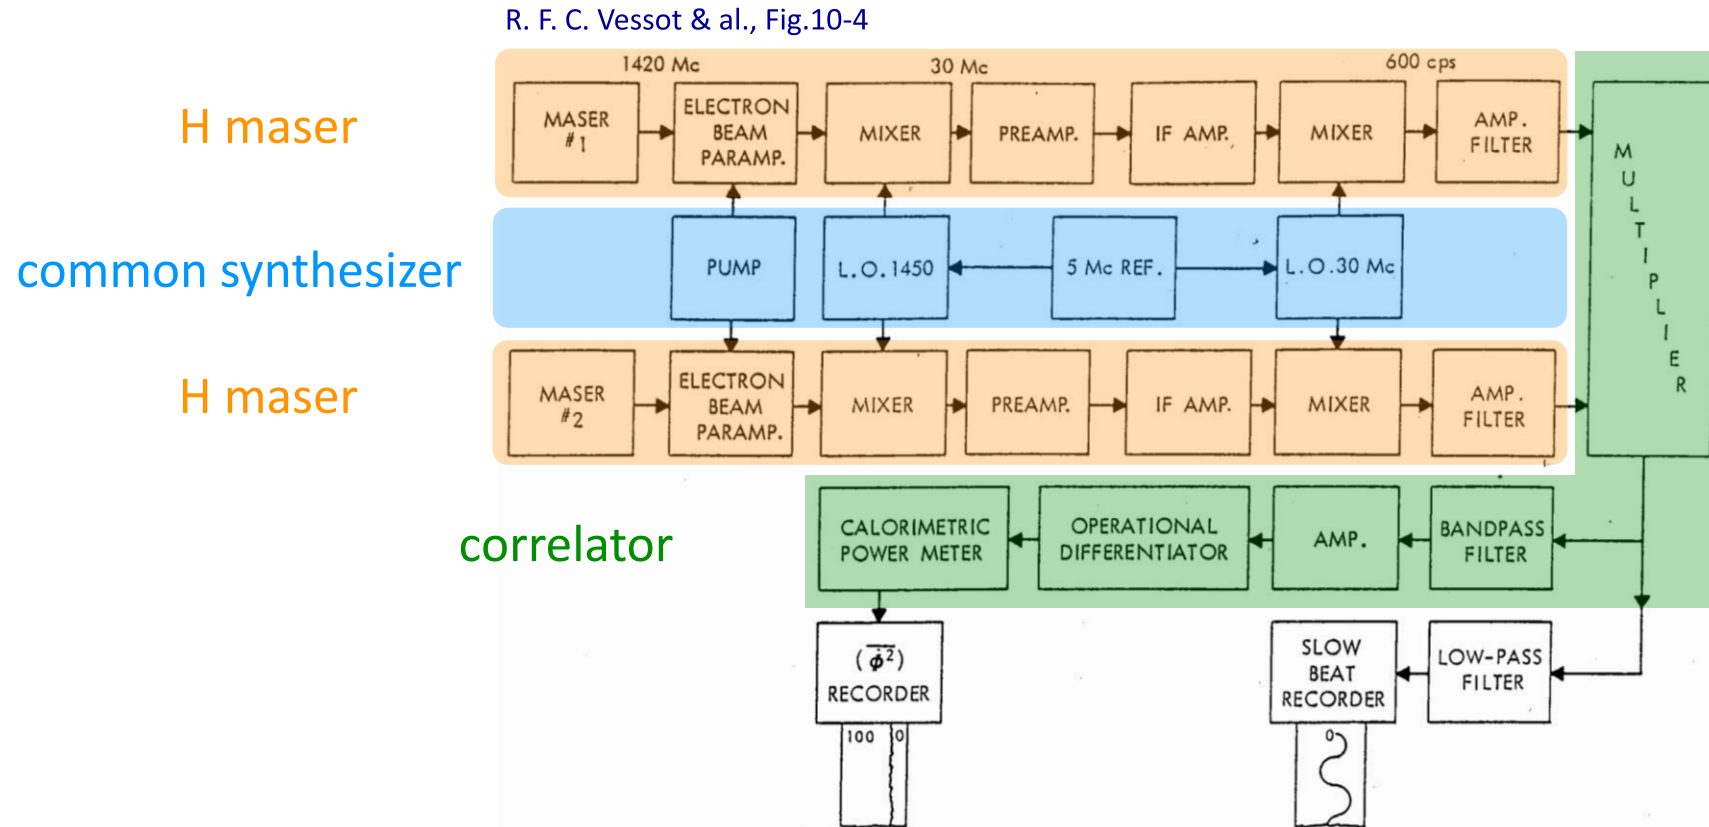 R. F. C. Vessot & al., Fig.10-4
1420 Mc
30 Mc
600 cps
H maser
MASER
#1
ELECTRON
BEAM
PARAMP.
MIXER
PREAMP.
IF AMP.
MIXER
AMP.
FILTER
MULTIPLIER
common synthesizer
PUMP
L.O.1450
5 Mc REF.
L.O.30 Mc
H maser
MASER
#2
ELECTRON
BEAM
PARAMP.
MIXER
PREAMP.
IF AMP.
MIXER
AMP.
FILTER
correlator
CALORIMETRIC
POWER METER
OPERATIONAL
DIFFERENTIATOR
AMP.
BANDPASS
FILTER
(φ̇²)
RECORDER
100 0
SLOW
BEAT
RECORDER
0
LOW-PASS
FILTER